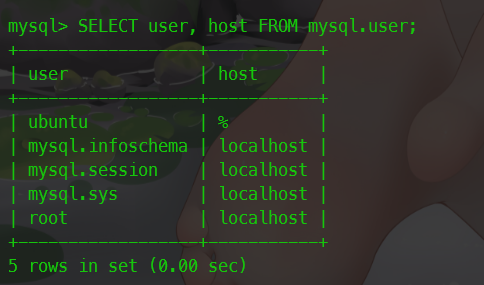 mysql> SELECT user, host FROM mysql.user;
+------------------+-----------+
| user             | host      |
+------------------+-----------+
| ubuntu           | %         |
| mysql.infoschema | localhost |
| mysql.session    | localhost |
| mysql.sys        | localhost |
| root             | localhost |
+------------------+-----------+
5 rows in set (0.00 sec)